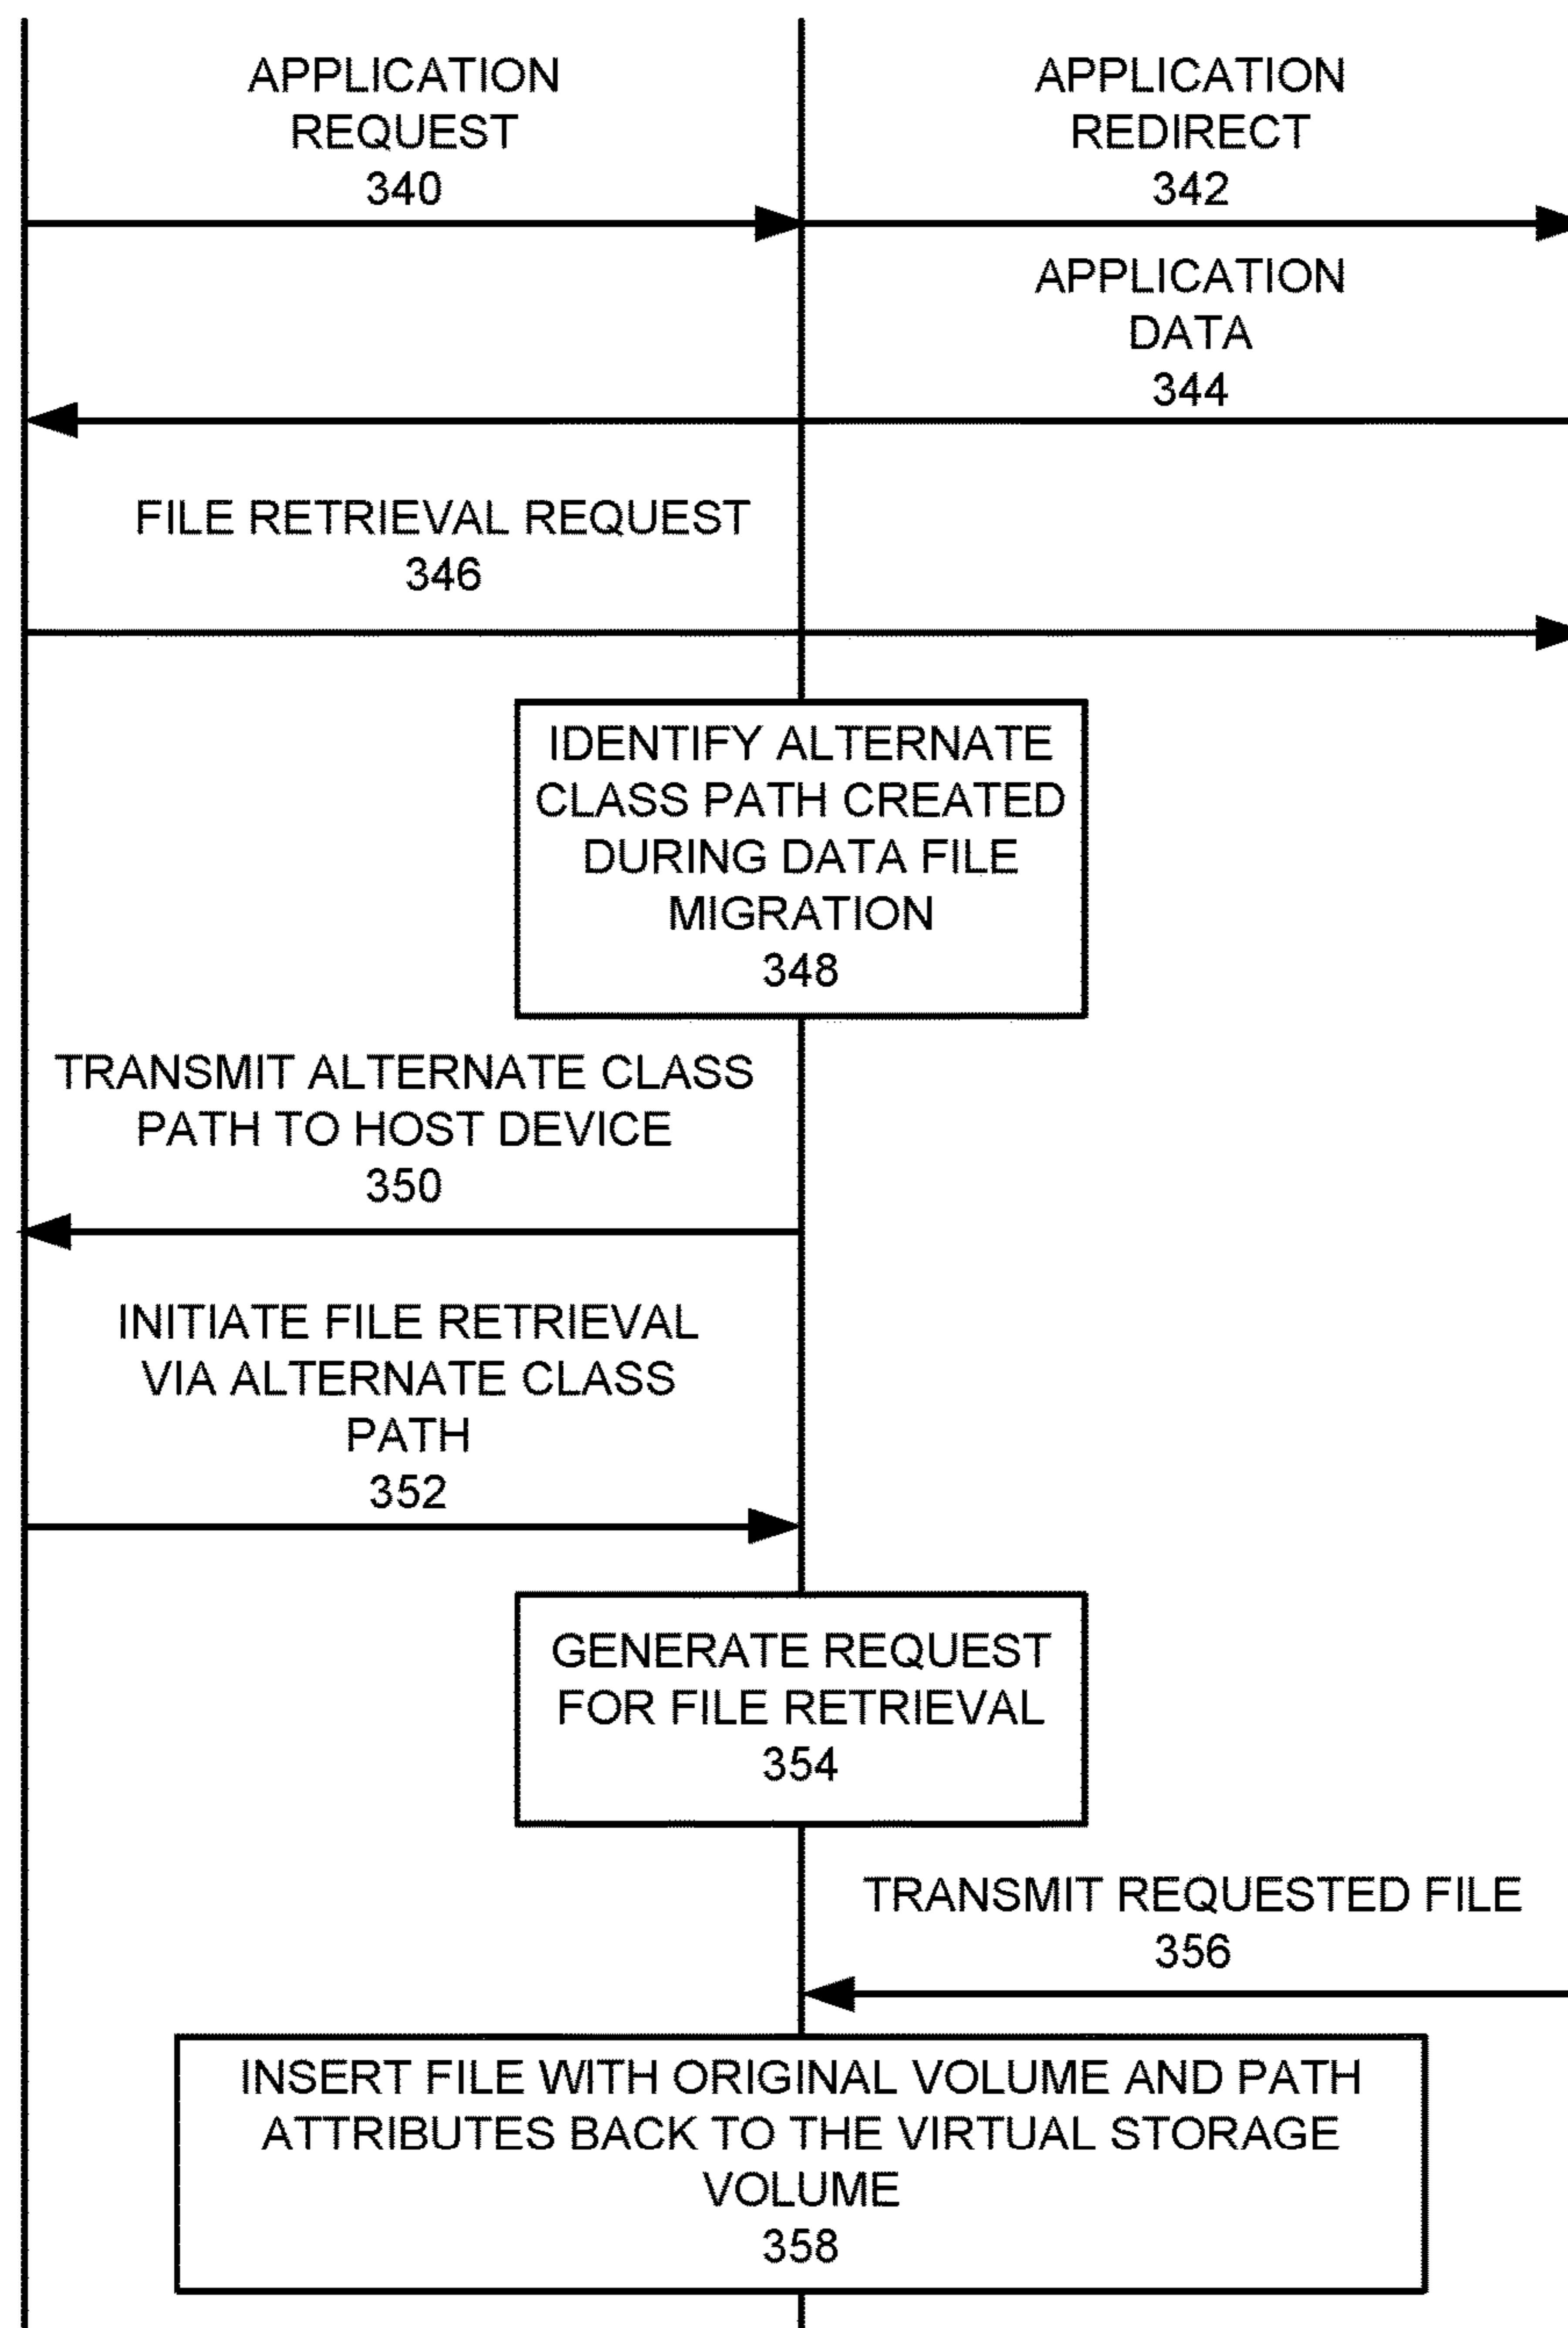 APPLICATION
REQUEST
340
APPLICATION
REDIRECT
342
APPLICATION
DATA
344
FILE RETRIEVAL REQUEST
346
IDENTIFY ALTERNATE
CLASS PATH CREATED
DURING DATA FILE
MIGRATION
348
TRANSMIT ALTERNATE CLASS
PATH TO HOST DEVICE
350
INITIATE FILE RETRIEVAL
VIA ALTERNATE CLASS
PATH
352
GENERATE REQUEST
FOR FILE RETRIEVAL
354
TRANSMIT REQUESTED FILE
356
INSERT FILE WITH ORIGINAL VOLUME AND PATH
ATTRIBUTES BACK TO THE VIRTUAL STORAGE
VOLUME
358